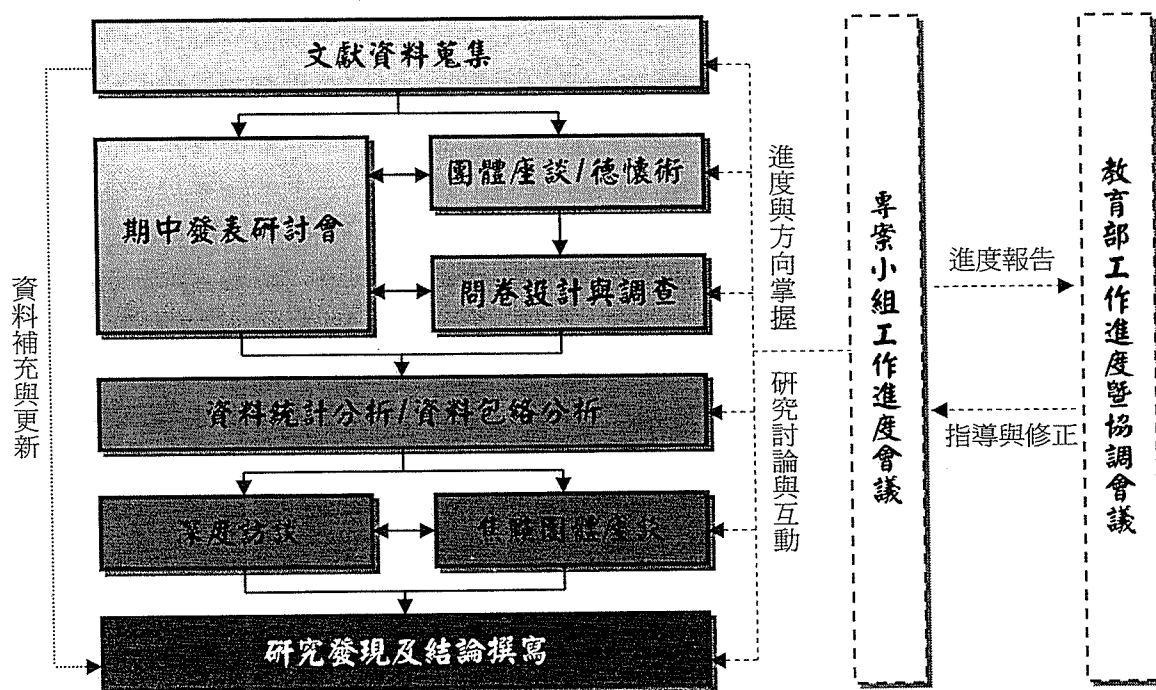 文獻資料蒐集
期中發表研討會
團體座談/德懷術
問卷設計與調查
資料統計分析/資料包絡分析
深度訪談
集體團體座談
研究發現及結論撰寫
資料補充與更新
進度與方向掌握
研究討論與互動
專案小組工作進度會議
進度報告
指導與修正
教育部工作進度暨協調會議